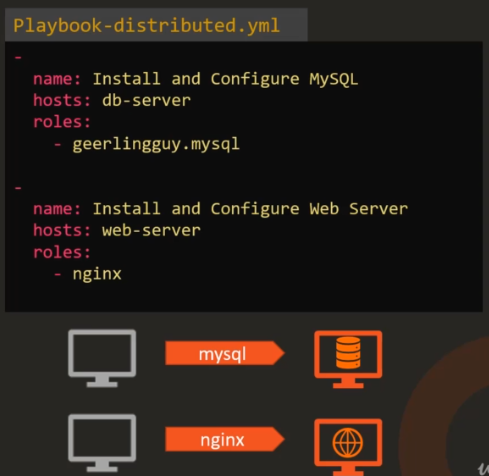 Playbook-distributed.yml
-
name: Install and Configure MySQL
hosts: db-server
roles:
- geerlingguy.mysql
-
name: Install and Configure Web Server
hosts: web-server
roles:
- nginx
mysql
nginx